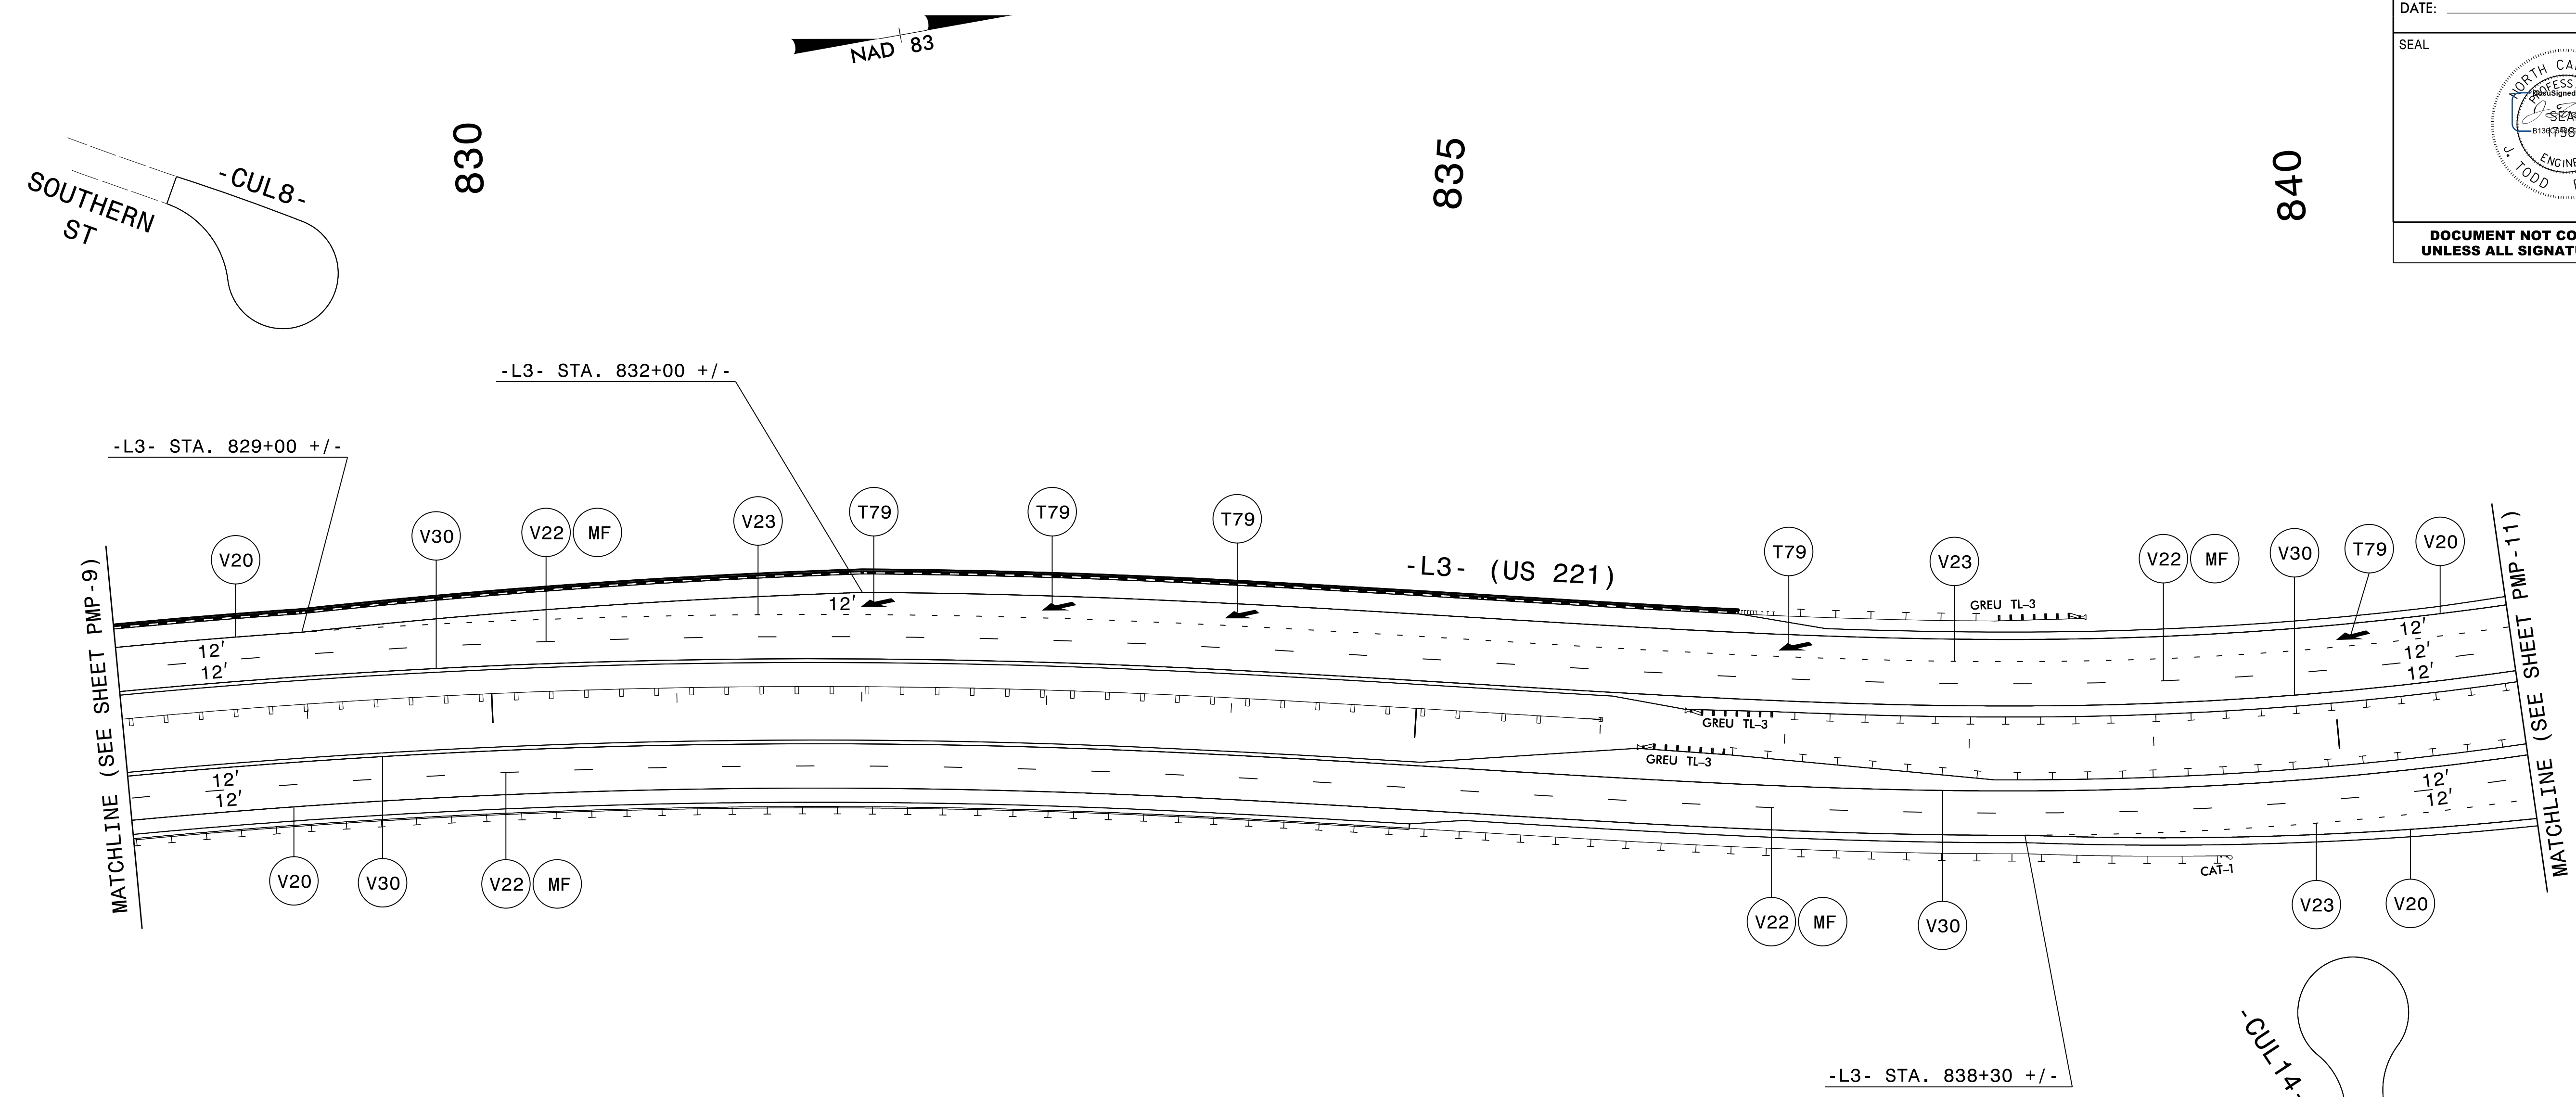 DATE:
SEAL
NORTH
SEA
J. TODD
DOCUMENT NOT CO
UNLESS ALL SIGNAT
NAD 83
830
835
840
-CUL8-
SOUTHERN
ST
-L3- STA. 832+00 +/-
-L3- STA. 829+00 +/-
V20
V30
V22
MF
V23
T79
T79
T79
T79
V23
V22
MF
V30
T79
V20
-L3- (US 221)
GREU TL-3
12'
12'
12'
12'
12'
12'
MATCHLINE (SEE SHEET PMP-9)
MATCHLINE (SEE SHEET PMP-11)
GREU TL-3
GREU TL-3
12'
12'
12'
12'
CAT-1
V20
V30
V22
MF
V22
MF
V30
V23
V20
-L3- STA. 838+30 +/-
-CUL14-